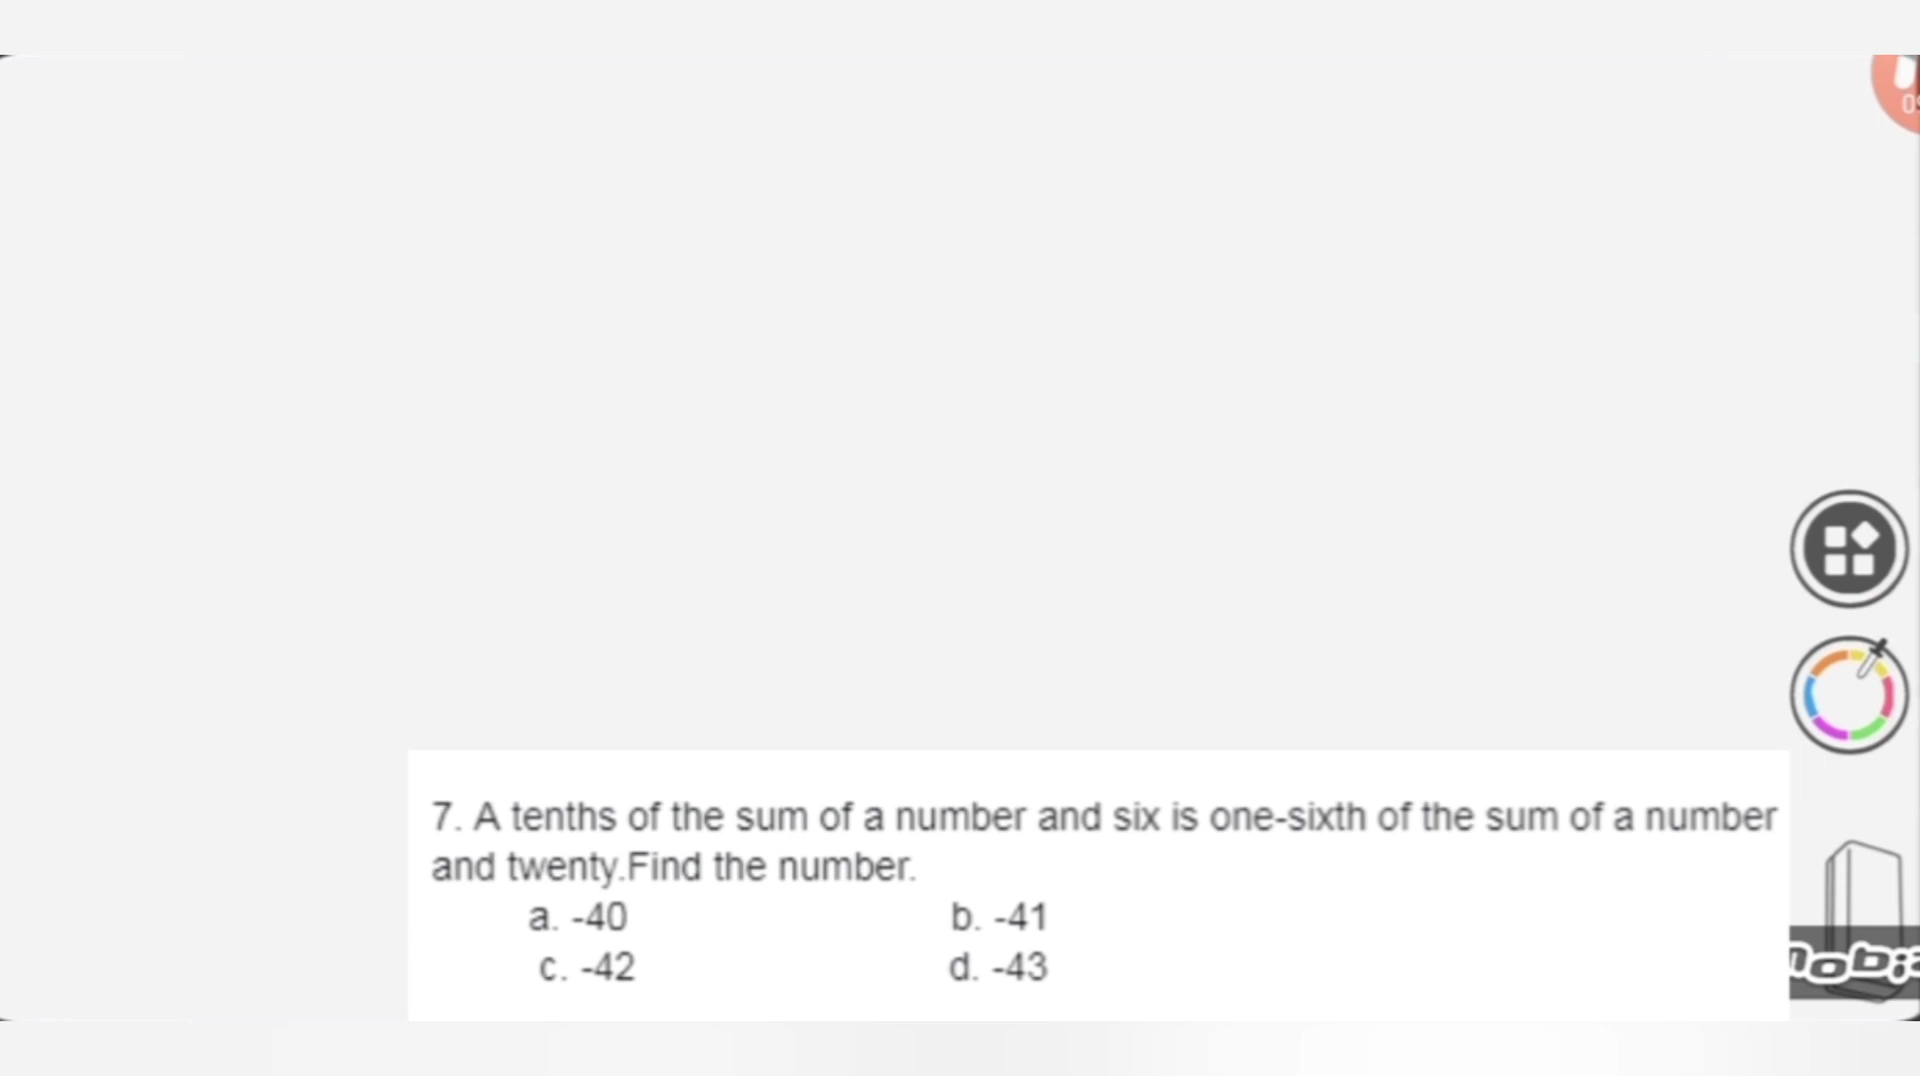 7. A tenths of the sum of a number and six is one-sixth of the sum of a number
and twenty.Find the number.
a. -40 b. -41
c. -42 d. -43